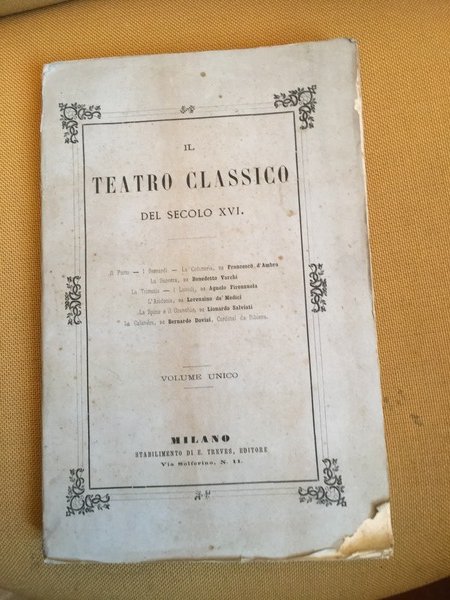 IL
TEATRO CLASSICO
DEL SECOLO XVI.
Il Furto — I Bernardi — La Cofanaria, DI Francesco d'Ambra
La Suocera, DI Benedetto Varchi
La Trinuzia — I Lucidi, DI Agnolo Firenzuola
L'Aridosia, DI Lorenzino de' Medici
La Spina e il Granchio, DI Lionardo Salviati
La Calandra, DI Bernardo Dovizi, Cardinal da Bibiena.
VOLUME UNICO
MILANO
STABILIMENTO DI E. TREVES, EDITORE
Via Solferino, N. 11.